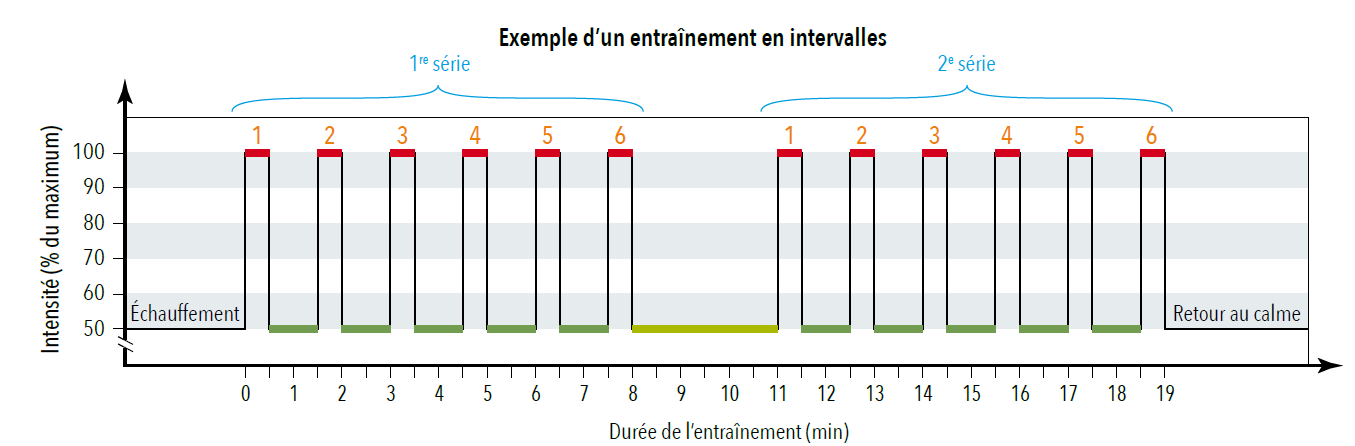 Exemple d'un entraînement en intervalles
1re série 2e série
1 2 3 4 5 6 1 2 3 4 5 6
Intensité (% du maximum)
100
90
80
70
60
50
Échauffement Retour au calme
0 1 2 3 4 5 6 7 8 9 10 11 12 13 14 15 16 17 18 19
Durée de l'entraînement (min)